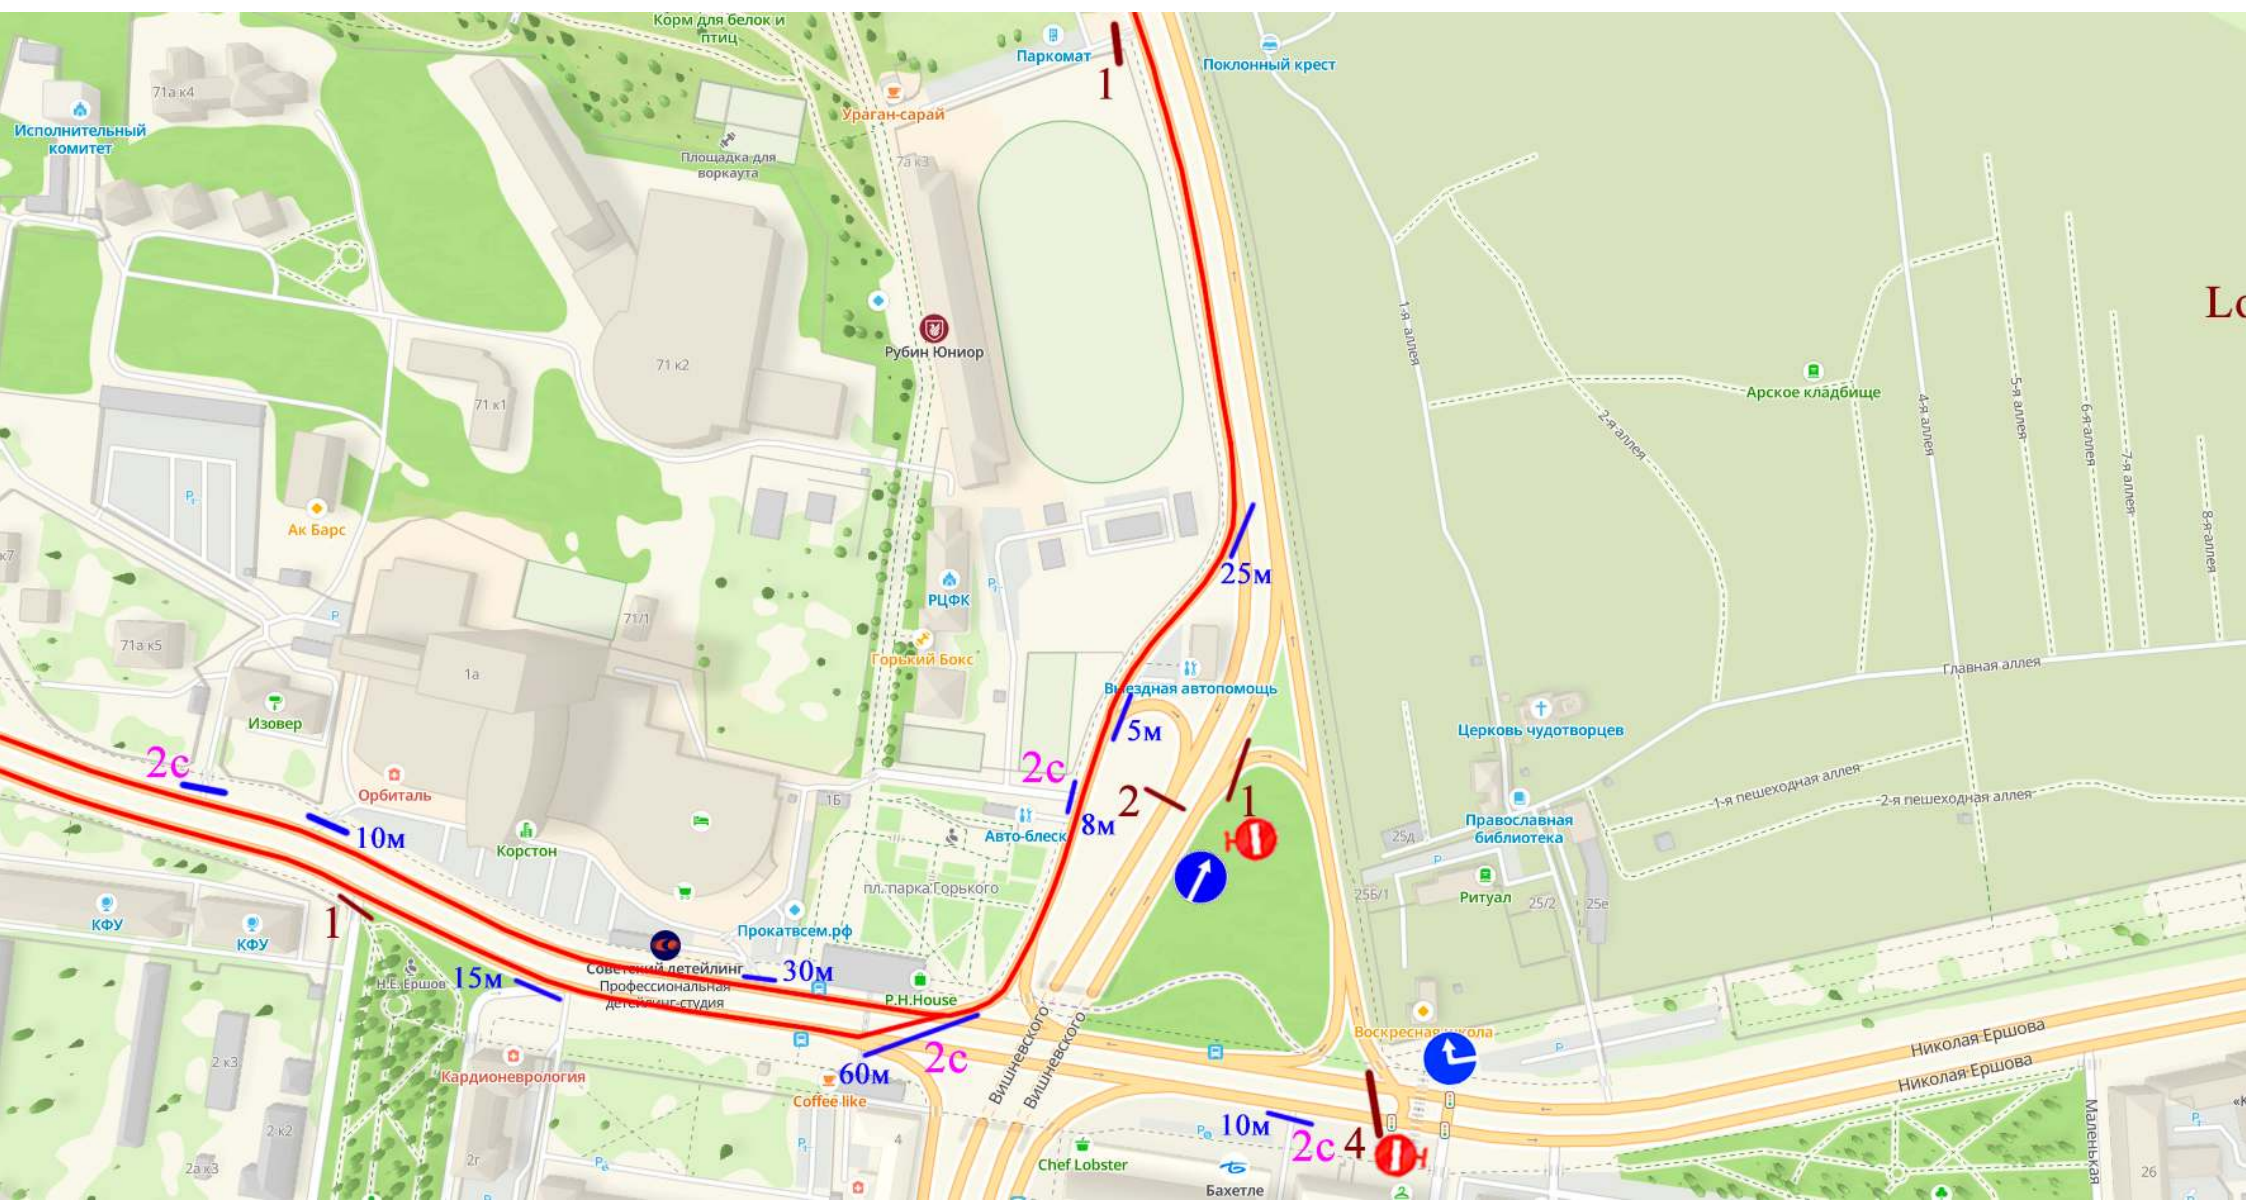 Корм для белок и
птиц
Паркомат
Поклонный крест
1
71а к4
Исполнительный
комитет
Ураган-сарай
Площадка для
воркаута
7а к3
1-я аллея
Lo
71 к2
Рубин Юниор
71 к1
Арское кладбище
2-я аллея
4-я аллея
5-я аллея
6-я аллея
7-я аллея
8-я аллея
P
Ак Барс
к7
25м
РЦФК
P
P
71/1
71а к5
1а
Горький Бокс
Главная аллея
Выездная автопомощь
Изовер
5м
Церковь чудотворцев
2с
2с
Орбиталь
1Б
2
1
1-я пешеходная аллея
2-я пешеходная аллея
8м
Авто-блеск
10м
Корстон
25д
Православная
библиотека
P
пл. парка Горького
25Б/1
Ритуал
25/2
25е
КФУ
КФУ
1
Прокатвсем.рф
Советский детейлинг
Профессиональная
детейлинг-студия
30м
15м
Н.Е. Ершов
P.H.House
Воскресная школа
Вишневского
Вишневского
Николая Ершова
Николая Ершова
P
2 к3
Кардионеврология
60м
2с
Coffee like
10м
2с
4
Маленькая
2 к2
4
2а к3
2г
Chef Lobster
Бахетле
26